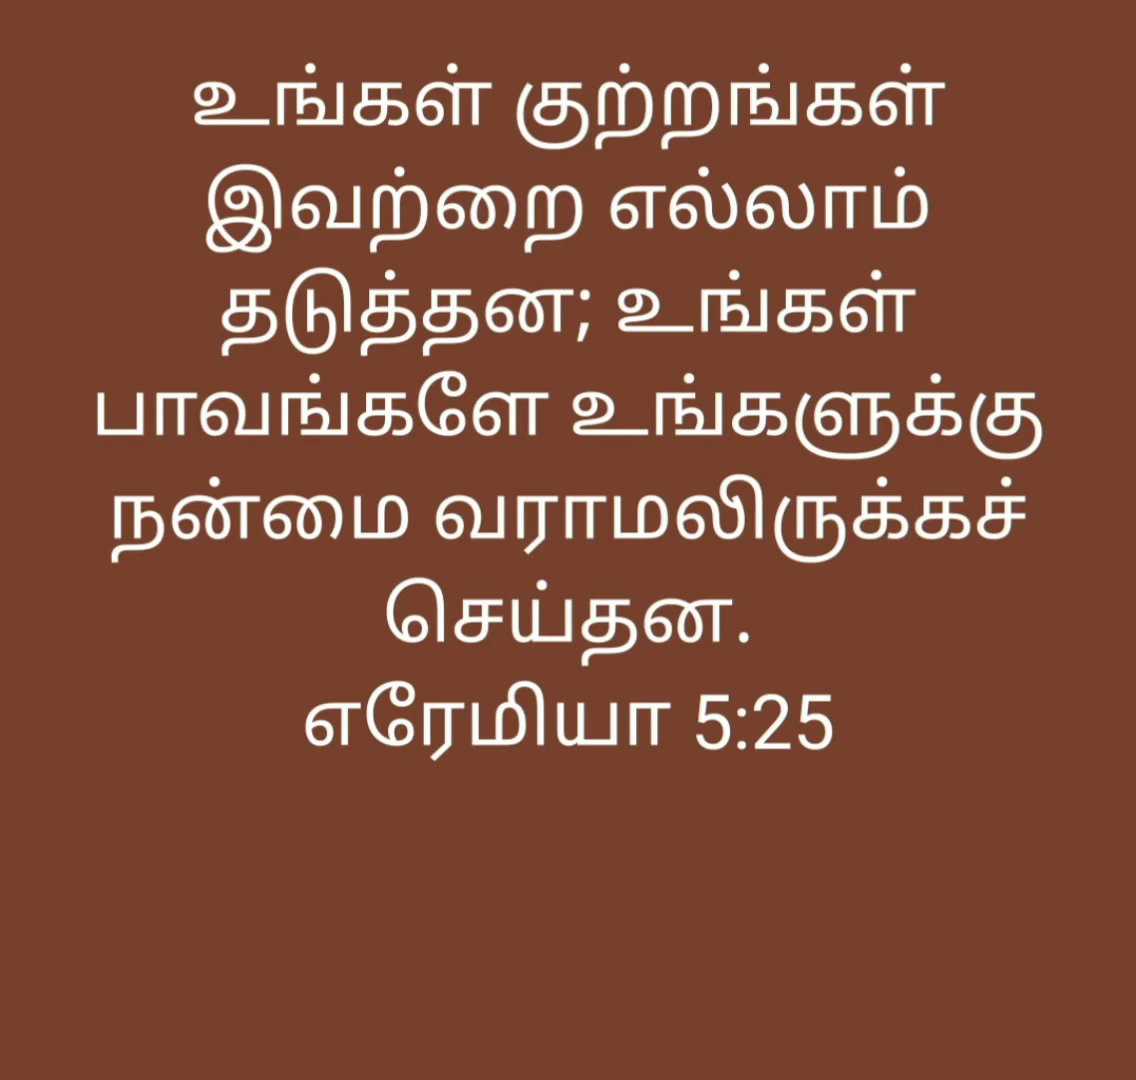 உங்கள் குற்றங்கள்
இவற்றை எல்லாம்
தடுத்தன; உங்கள்
பாவங்களே உங்களுக்கு
நன்மை வராமலிருக்கச்
செய்தன.
எரேமியா 5:25